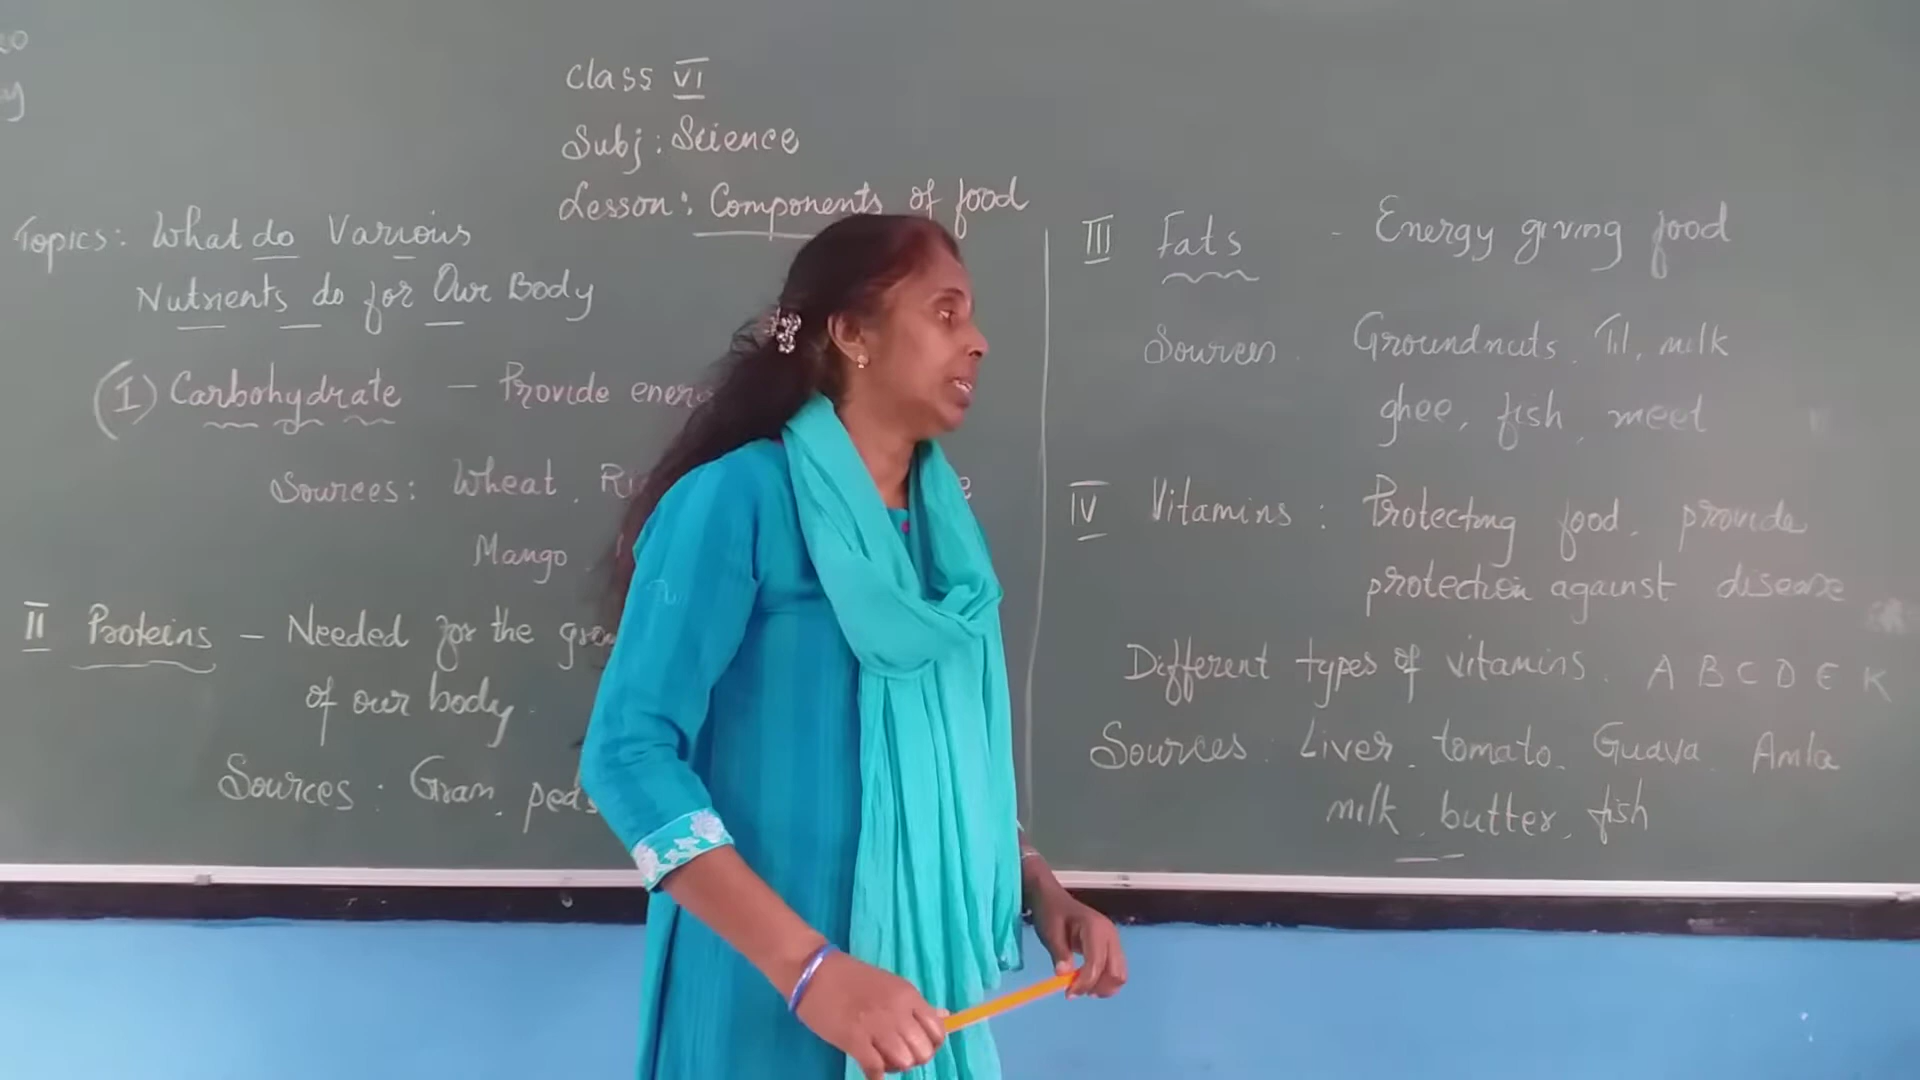 Class VI
Subj: Science
Lesson: Components of food
Topics: What do Various
Nutrients do for Our Body
(I) Carbohydrate — Provide
Sources: Wheat,
Mango
II Proteins — Needed for the
of our body
Sources: Gram,
III Fats - Energy giving food
Sources. Groundnuts, Til, milk
ghee, fish, meet
IV Vitamins: Protecting food, provide
protection against disease
Different types of vitamins. A B C D E K
Sources: Liver, tomato, Guava, Amla
milk, butter, fish